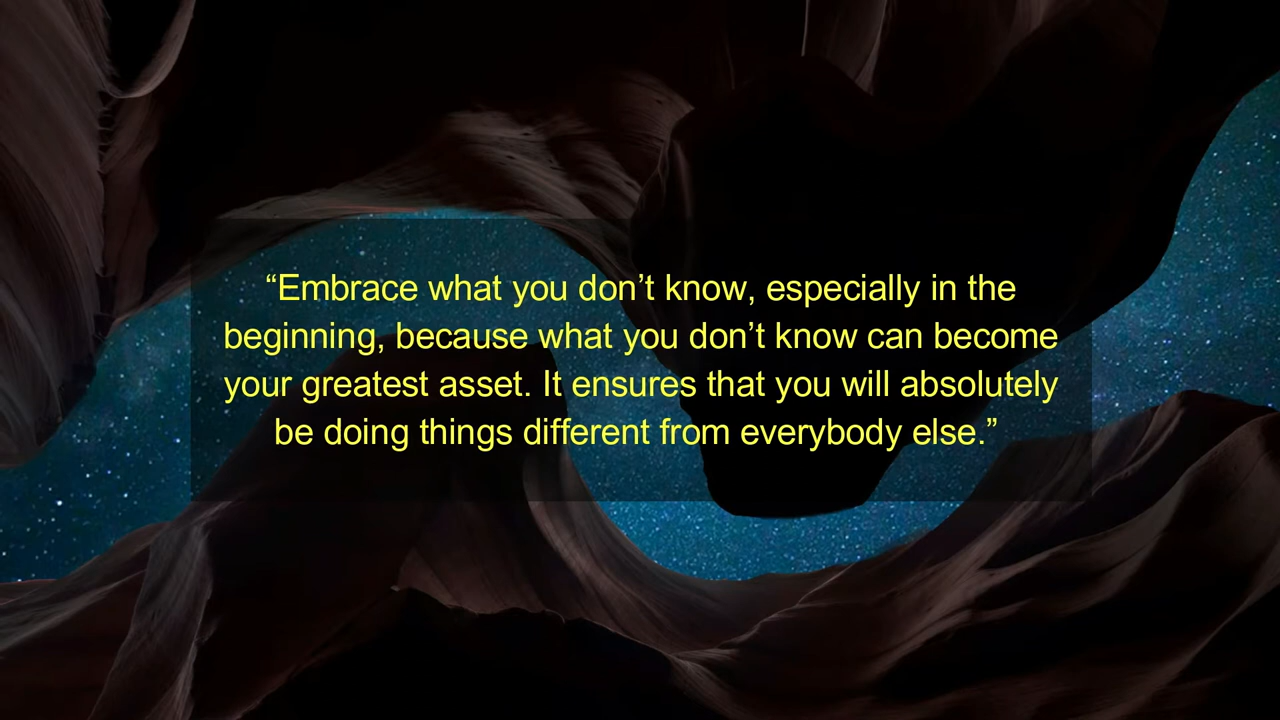 “Embrace what you don’t know, especially in the
beginning, because what you don’t know can become
your greatest asset. It ensures that you will absolutely
be doing things different from everybody else.”